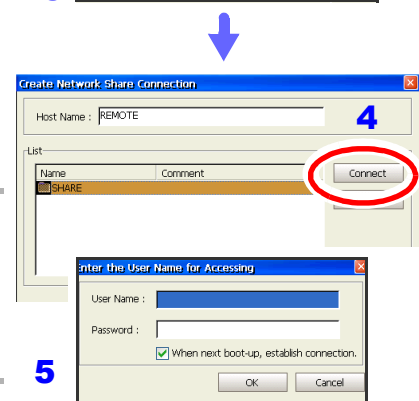 Create Network Share Connection
Host Name : REMOTE
4
List
Name Comment
Connect
SHARE
Enter the User Name for Accessing
User Name :
Password :
When next boot-up, establish connection.
5
OK Cancel